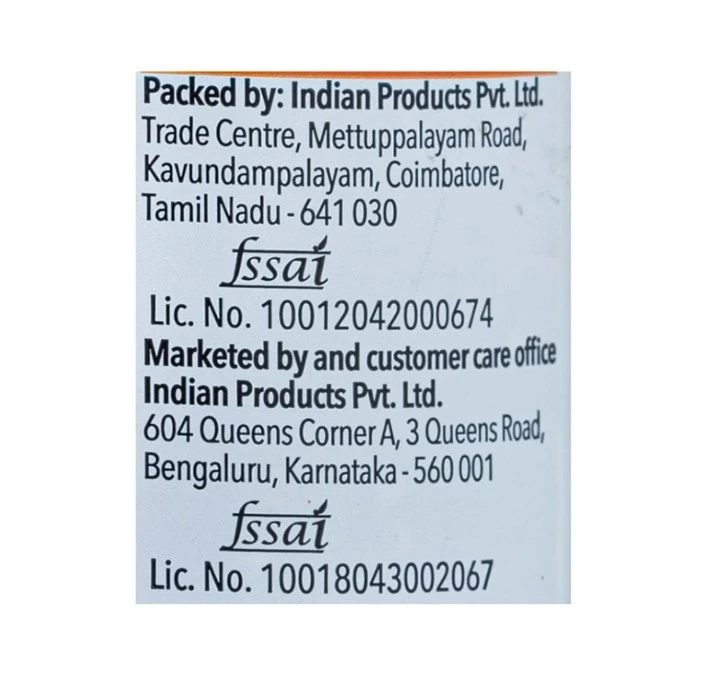 Packed by: Indian Products Pvt. Ltd.
Trade Centre, Mettuppalayam Road,
Kavundampalayam, Coimbatore,
Tamil Nadu - 641 030
fssai
Lic. No. 10012042000674
Marketed by and customer care office
Indian Products Pvt. Ltd.
604 Queens Corner A, 3 Queens Road,
Bengaluru, Karnataka - 560 001
fssai
Lic. No. 10018043002067